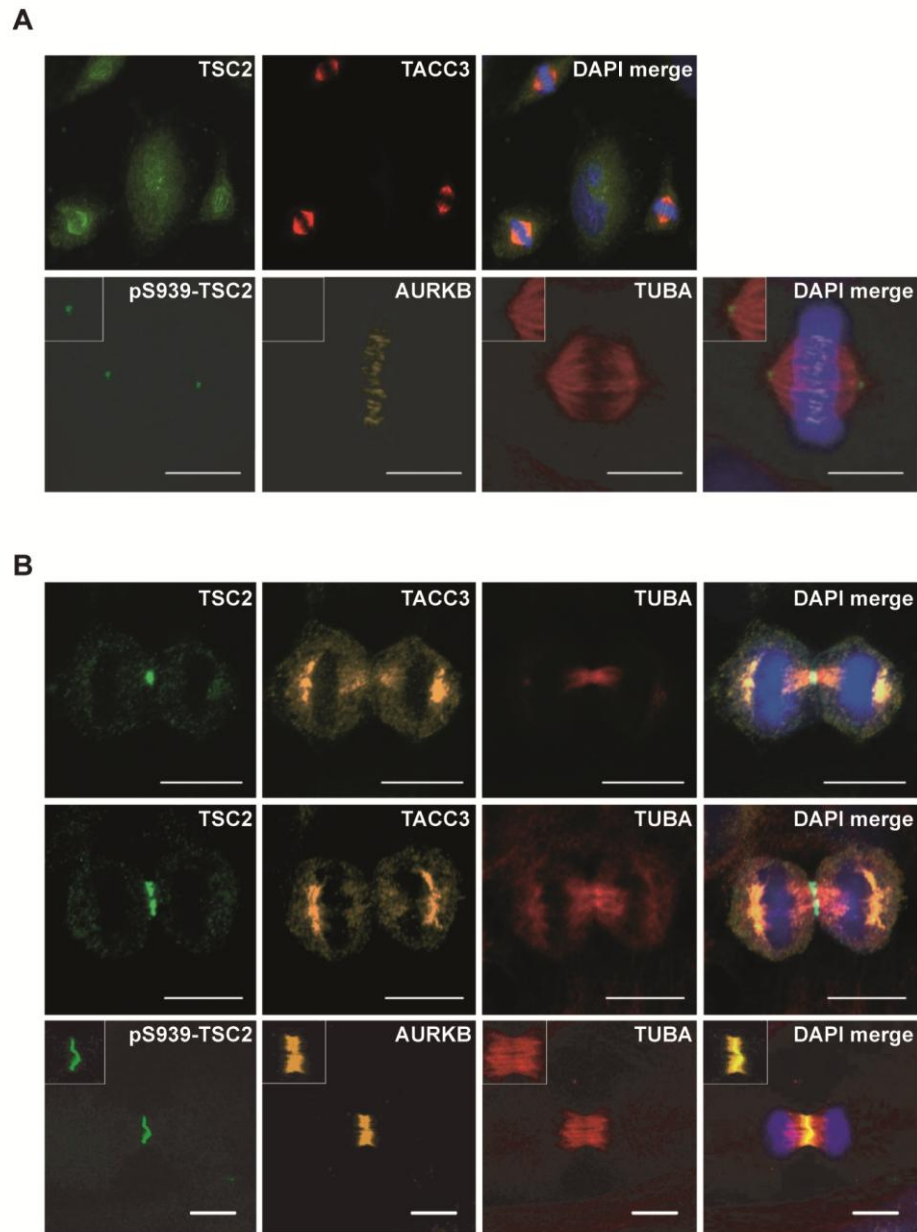 A
TSC2 TACC3 DAPI merge
pS939-TSC2 AURKB TUBA DAPI merge
B
TSC2 TACC3 TUBA DAPI merge
TSC2 TACC3 TUBA DAPI merge
pS939-TSC2 AURKB TUBA DAPI merge